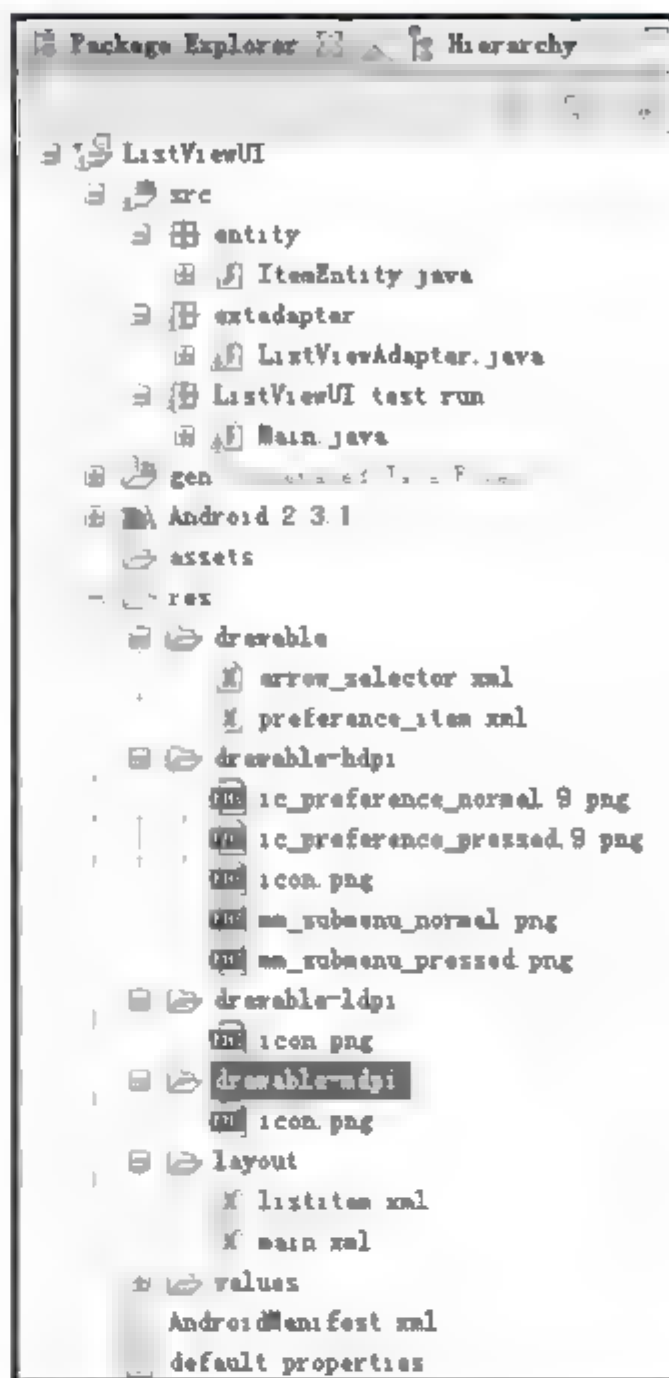 Package Explorer Hierarchy
ListViewUI
src
entity
ItemEntity.java
extadapter
ListViewAdapter.java
ListViewUI.test.run
Main.java
gen
Android 2.3.1
assets
res
drawable
arrow_selector.xml
preference_item.xml
drawable-hdpi
ic_preference_normal.9.png
ic_preference_pressed.9.png
icon.png
mm_submenu_normal.png
mm_submenu_pressed.png
drawable-ldpi
icon.png
drawable-mdpi
icon.png
layout
listitem.xml
main.xml
values
AndroidManifest.xml
default.properties